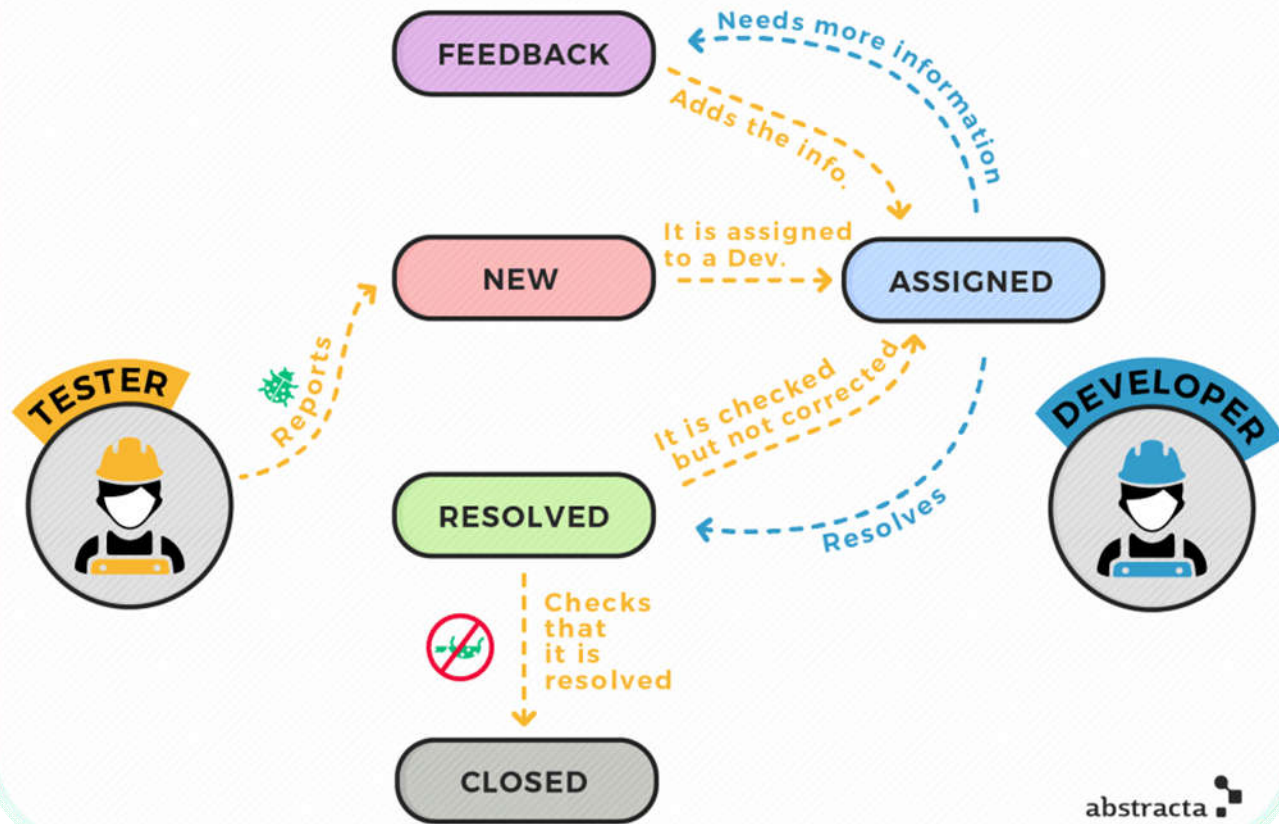 FEEDBACK
Needs more information
Adds the info.
NEW
It is assigned
to a Dev.
ASSIGNED
TESTER
Reports
It is checked
but not corrected
DEVELOPER
RESOLVED
Resolves
Checks
that
it is
resolved
CLOSED
abstracta